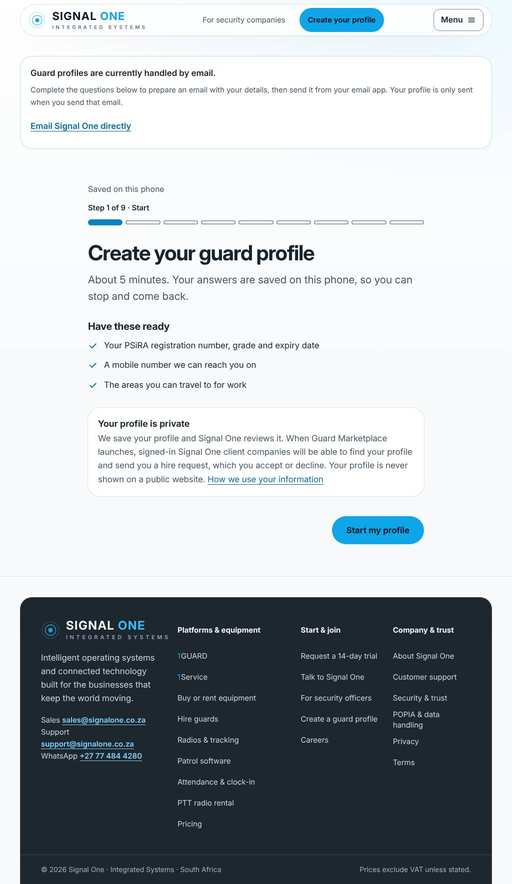 SIGNAL ONE
INTEGRATED SYSTEMS
For security companies
Create your profile
Menu
Guard profiles are currently handled by email.
Complete the questions below to prepare an email with your details, then send it from your email app. Your profile is only sent
when you send that email.
Email Signal One directly
Saved on this phone
Step 1 of 9 · Start
Create your guard profile
About 5 minutes. Your answers are saved on this phone, so you can
stop and come back.
Have these ready
Your PSiRA registration number, grade and expiry date
A mobile number we can reach you on
The areas you can travel to for work
Your profile is private
We save your profile and Signal One reviews it. When Guard Marketplace
launches, signed-in Signal One client companies will be able to find your profile
and send you a hire request, which you accept or decline. Your profile is never
shown on a public website. How we use your information
Start my profile
SIGNAL ONE
INTEGRATED SYSTEMS
Intelligent operating systems
and connected technology
built for the businesses that
keep the world moving.
Sales sales@signalone.co.za
Support
support@signalone.co.za
WhatsApp +27 77 484 4280
Platforms & equipment
1GUARD
1Service
Buy or rent equipment
Hire guards
Radios & tracking
Patrol software
Attendance & clock-in
PTT radio rental
Pricing
Start & join
Request a 14-day trial
Talk to Signal One
For security officers
Create a guard profile
Careers
Company & trust
About Signal One
Customer support
Security & trust
POPIA & data
handling
Privacy
Terms
© 2026 Signal One · Integrated Systems · South Africa
Prices exclude VAT unless stated.